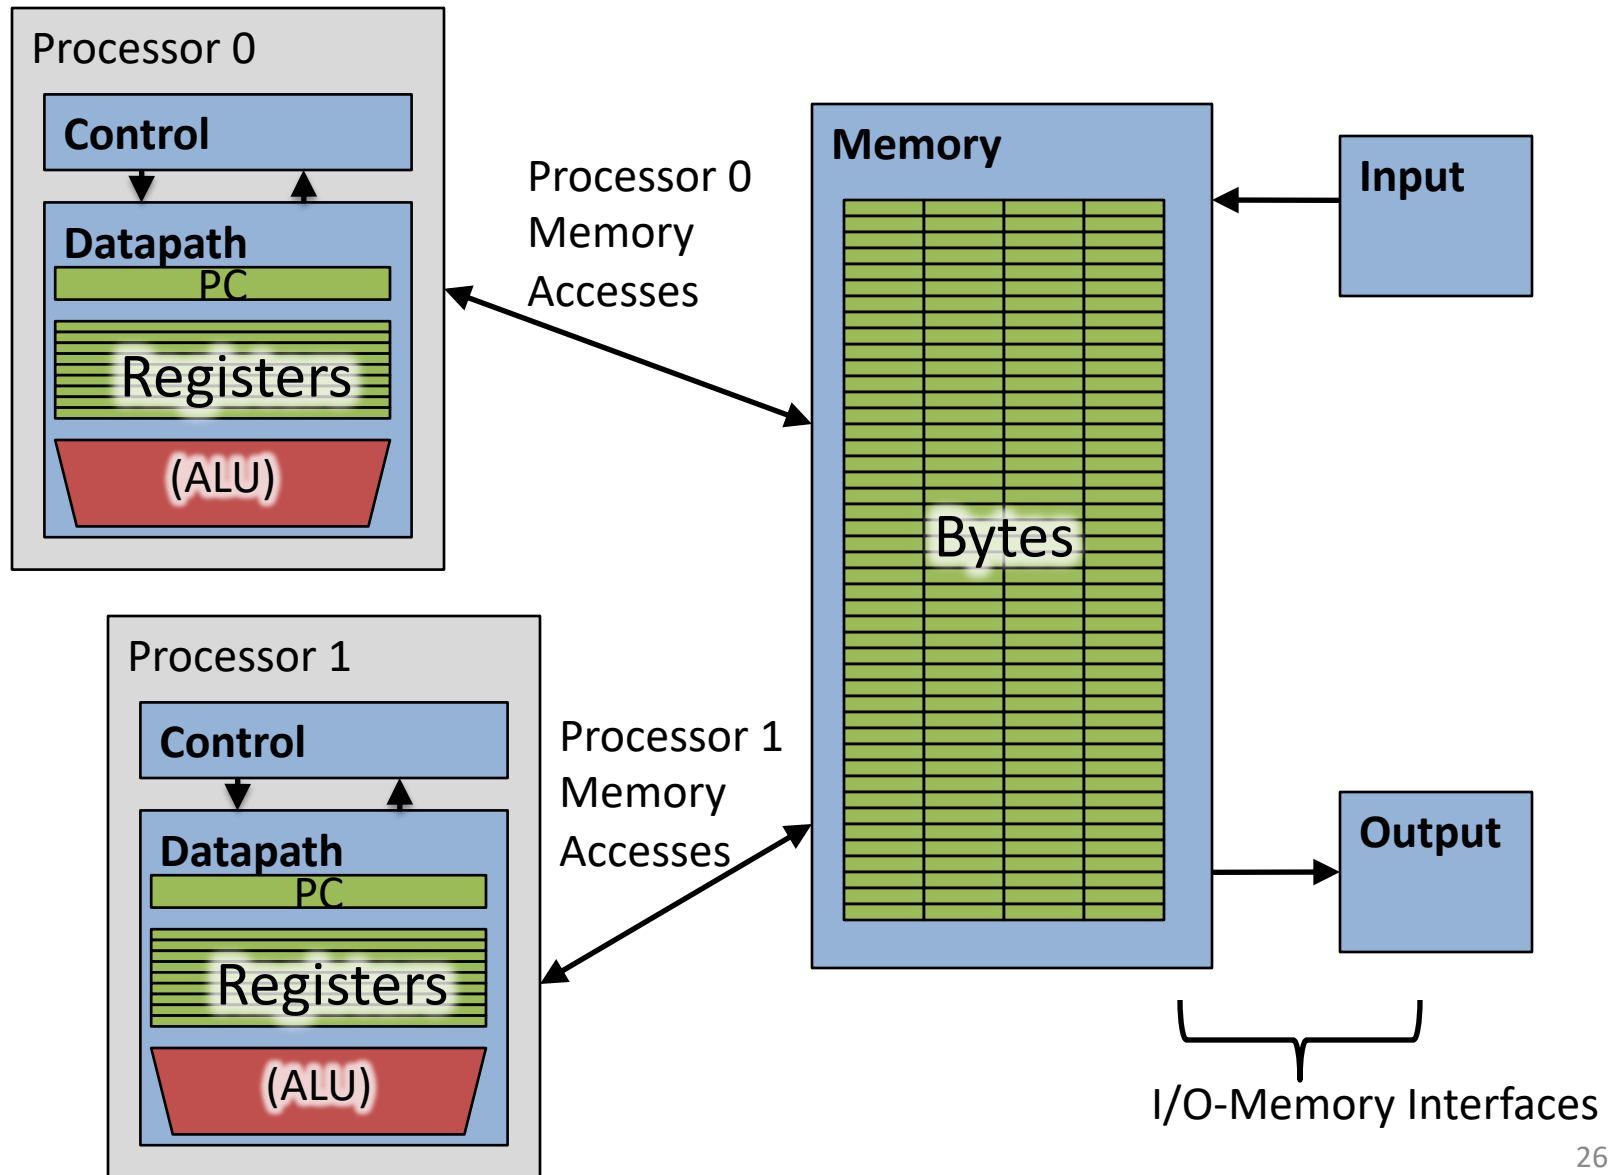 Processor 0
Control
Datapath
PC
Registers
(ALU)
Processor 0
Memory
Accesses
Memory
Bytes
Input
Processor 1
Control
Datapath
PC
Registers
(ALU)
Processor 1
Memory
Accesses
Output
I/O-Memory Interfaces
26